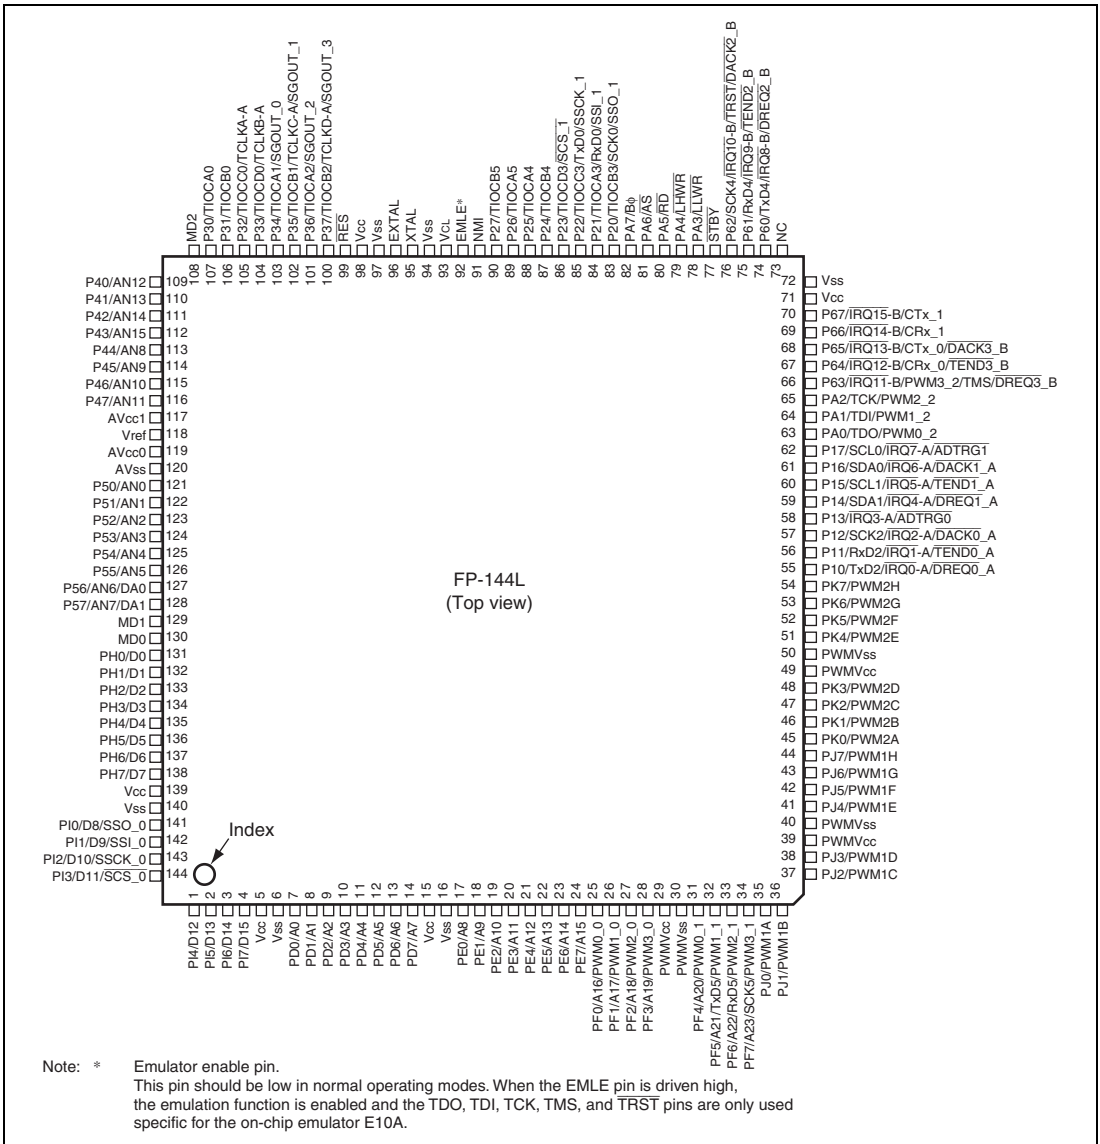 MD2
P30/TIOCA0
P31/TIOCB0
P32/TIOCC0/TCLKA-A
P33/TIOCD0/TCLKB-A
P34/TIOCA1/SGOUT_0
P35/TIOCB1/TCLKC-A/SGOUT_1
P36/TIOCA2/SGOUT_2
P37/TIOCB2/TCLKD-A/SGOUT_3
RES
Vcc
Vss
EXTAL
XTAL
Vss
VCL
EMLE*
NMI
P27/TIOCB5
P26/TIOCA5
P25/TIOCA4
P24/TIOCB4
P23/TIOCD3/SCS_1
P22/TIOCC3/TxD0/SSCK_1
P21/TIOCA3/RxD0/SSI_1
P20/TIOCB3/SCK0/SSO_1
PA7/Bφ
PA6/AS
PA5/RD
PA4/LHWR
PA3/LLWR
STBY
P62/SCK4/IRQ10-B/TRST/DACK2_B
P61/RxD4/IRQ9-B/TEND2_B
P60/TxD4/IRQ8-B/DREQ2_B
NC
108
107
106
105
104
103
102
101
100
99
98
97
96
95
94
93
92
91
90
89
88
87
86
85
84
83
82
81
80
79
78
77
76
75
74
73
P40/AN12 109
P41/AN13 110
P42/AN14 111
P43/AN15 112
P44/AN8 113
P45/AN9 114
P46/AN10 115
P47/AN11 116
AVcc1 117
Vref 118
AVcc0 119
AVss 120
P50/AN0 121
P51/AN1 122
P52/AN2 123
P53/AN3 124
P54/AN4 125
P55/AN5 126
P56/AN6/DA0 127
P57/AN7/DA1 128
MD1 129
MD0 130
PH0/D0 131
PH1/D1 132
PH2/D2 133
PH3/D3 134
PH4/D4 135
PH5/D5 136
PH6/D6 137
PH7/D7 138
Vcc 139
Vss 140
PI0/D8/SSO_0 141
PI1/D9/SSI_0 142
PI2/D10/SSCK_0 143
PI3/D11/SCS_0 144
FP-144L
(Top view)
Index
72 Vss
71 Vcc
70 P67/IRQ15-B/CTx_1
69 P66/IRQ14-B/CRx_1
68 P65/IRQ13-B/CTx_0/DACK3_B
67 P64/IRQ12-B/CRx_0/TEND3_B
66 P63/IRQ11-B/PWM3_2/TMS/DREQ3_B
65 PA2/TCK/PWM2_2
64 PA1/TDI/PWM1_2
63 PA0/TDO/PWM0_2
62 P17/SCL0/IRQ7-A/ADTRG1
61 P16/SDA0/IRQ6-A/DACK1_A
60 P15/SCL1/IRQ5-A/TEND1_A
59 P14/SDA1/IRQ4-A/DREQ1_A
58 P13/IRQ3-A/ADTRG0
57 P12/SCK2/IRQ2-A/DACK0_A
56 P11/RxD2/IRQ1-A/TEND0_A
55 P10/TxD2/IRQ0-A/DREQ0_A
54 PK7/PWM2H
53 PK6/PWM2G
52 PK5/PWM2F
51 PK4/PWM2E
50 PWMVss
49 PWMVcc
48 PK3/PWM2D
47 PK2/PWM2C
46 PK1/PWM2B
45 PK0/PWM2A
44 PJ7/PWM1H
43 PJ6/PWM1G
42 PJ5/PWM1F
41 PJ4/PWM1E
40 PWMVss
39 PWMVcc
38 PJ3/PWM1D
37 PJ2/PWM1C
1
2
3
4
5
6
7
8
9
10
11
12
13
14
15
16
17
18
19
20
21
22
23
24
25
26
27
28
29
30
31
32
33
34
35
36
PI4/D12
PI5/D13
PI6/D14
PI7/D15
Vcc
Vss
PD0/A0
PD1/A1
PD2/A2
PD3/A3
PD4/A4
PD5/A5
PD6/A6
PD7/A7
Vcc
Vss
PE0/A8
PE1/A9
PE2/A10
PE3/A11
PE4/A12
PE5/A13
PE6/A14
PE7/A15
PF0/A16/PWM0_0
PF1/A17/PWM1_0
PF2/A18/PWM2_0
PF3/A19/PWM3_0
PWMVcc
PWMVss
PF4/A20/PWM0_1
PF5/A21/TxD5/PWM1_1
PF6/A22/RxD5/PWM2_1
PF7/A23/SCK5/PWM3_1
PJ0/PWM1A
PJ1/PWM1B
Note: * Emulator enable pin.
This pin should be low in normal operating modes. When the EMLE pin is driven high,
the emulation function is enabled and the TDO, TDI, TCK, TMS, and TRST pins are only used
specific for the on-chip emulator E10A.